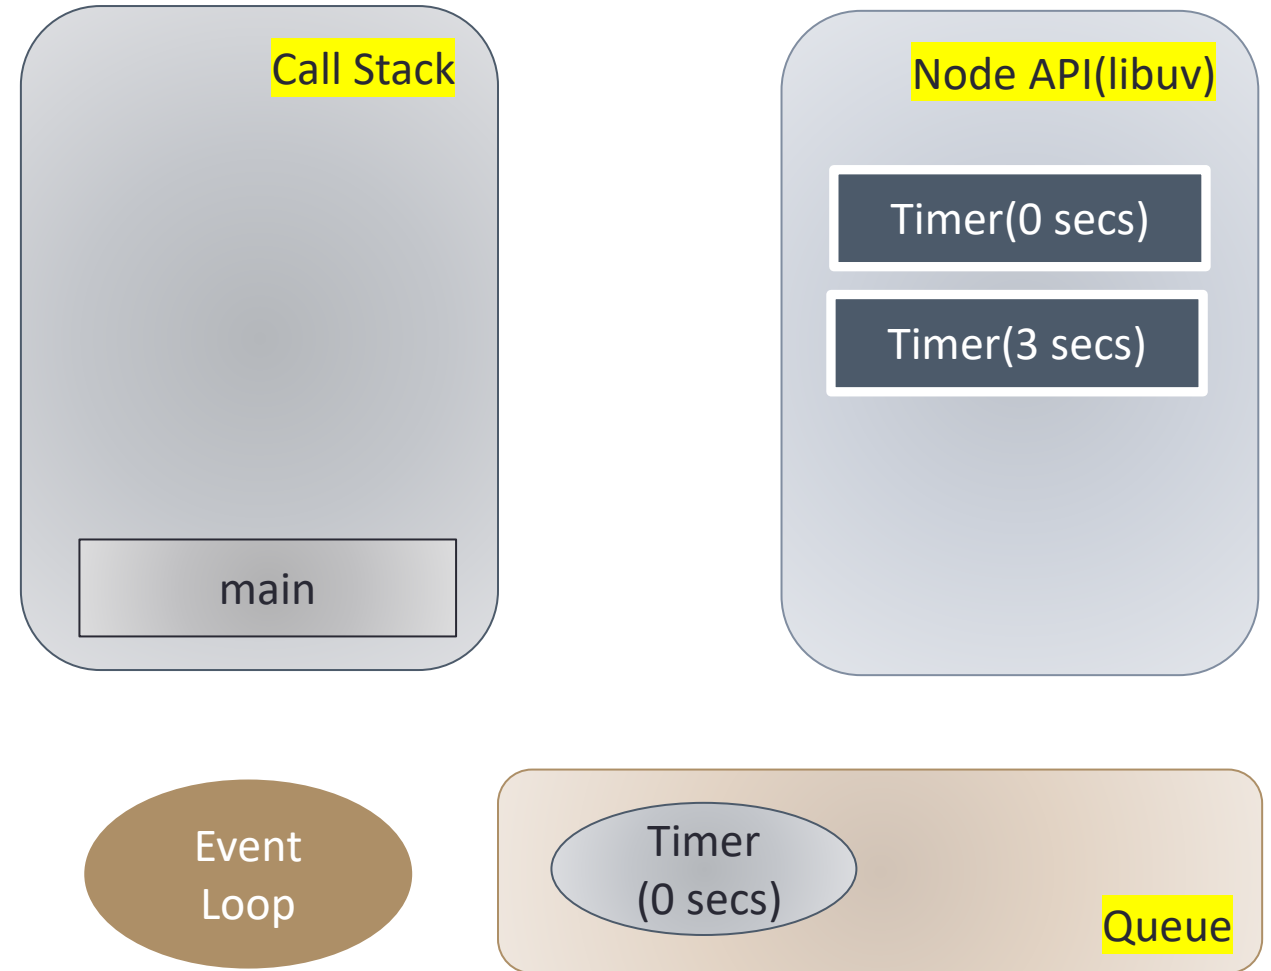 Call Stack
Node API(libuv)
Timer(0 secs)
Timer(3 secs)
main
Event
Loop
Timer
(0 secs)
Queue